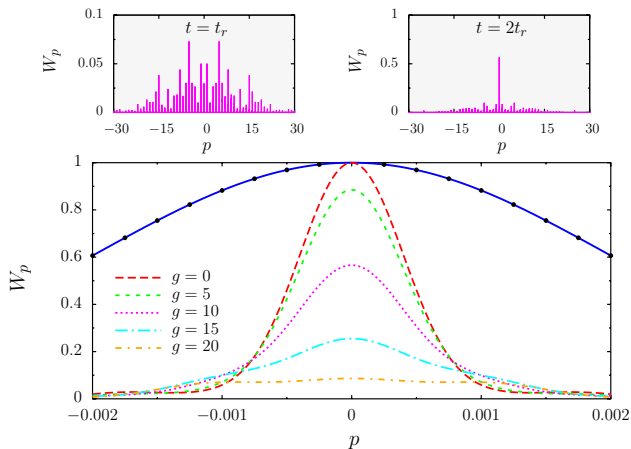 0.1
0.05
0
W_p
t = t_r
−30 −15 0 15 30
p
1
0.5
0
W_p
t = 2t_r
−30 −15 0 15 30
p
1
0.8
0.6
0.4
0.2
0
W_p
g = 0
g = 5
g = 10
g = 15
g = 20
−0.002 −0.001 0 0.001 0.002
p